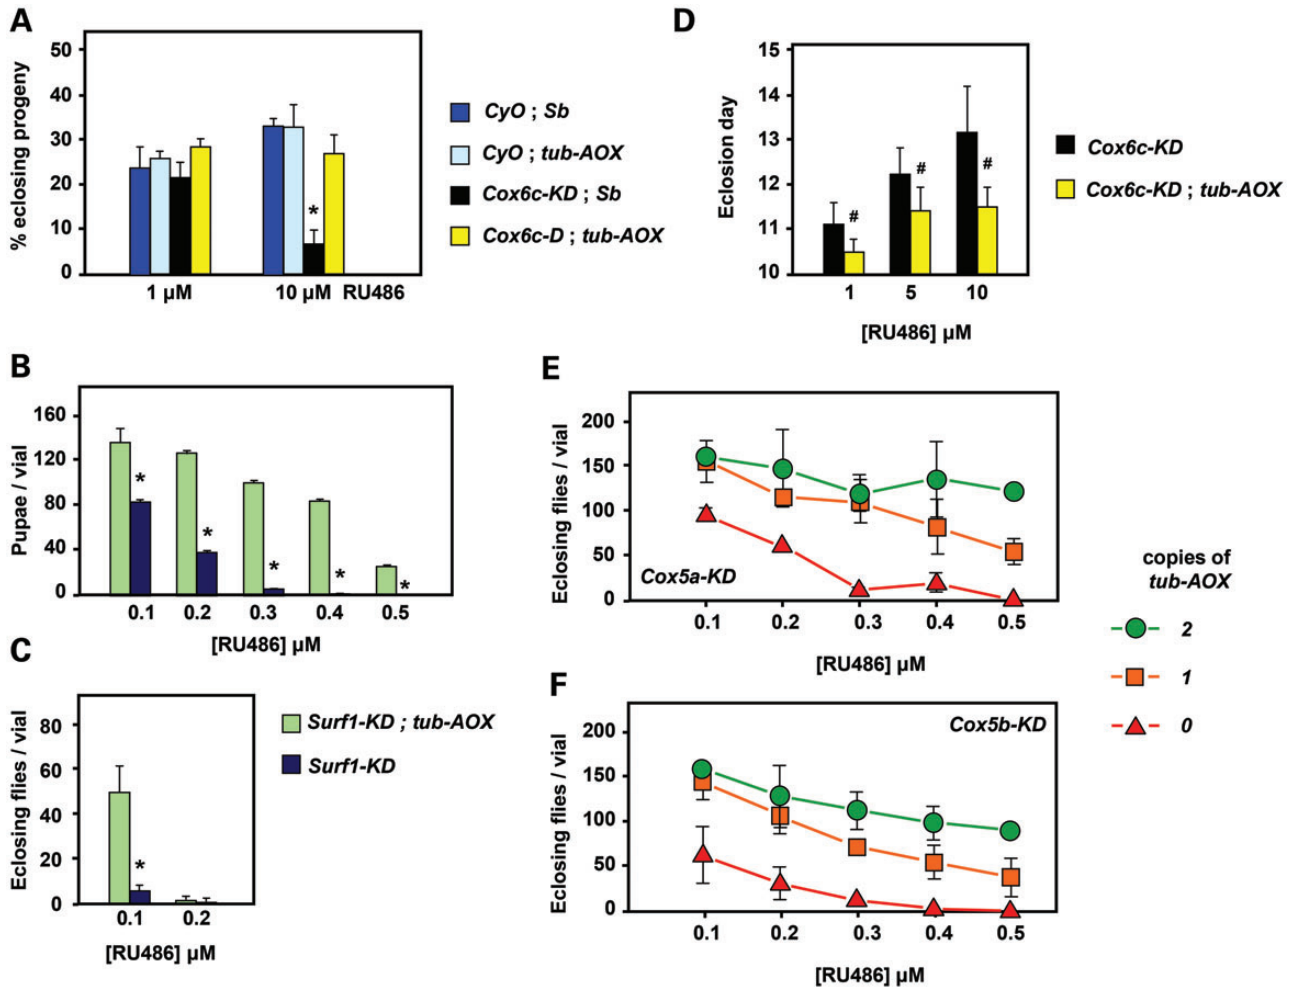 A
% eclosing progeny
50
40
30
20
10
0
1 µM
10 µM RU486
CyO ; Sb
CyO ; tub-AOX
Cox6c-KD ; Sb
Cox6c-D ; tub-AOX
*
D
Eclosion day
15
14
13
12
11
10
# # #
1 5 10
[RU486] µM
Cox6c-KD
Cox6c-KD ; tub-AOX
B
Pupae / vial
160
120
80
40
0
* * * * *
0.1 0.2 0.3 0.4 0.5
[RU486] µM
C
Eclosing flies / vial
80
60
40
20
0
*
0.1 0.2
[RU486] µM
Surf1-KD ; tub-AOX
Surf1-KD
E
Eclosing flies / vial
200
150
100
50
0
Cox5a-KD
0.1 0.2 0.3 0.4 0.5
[RU486] µM
copies of
tub-AOX
2
1
0
F
Eclosing flies / vial
200
150
100
50
0
Cox5b-KD
0.1 0.2 0.3 0.4 0.5
[RU486] µM